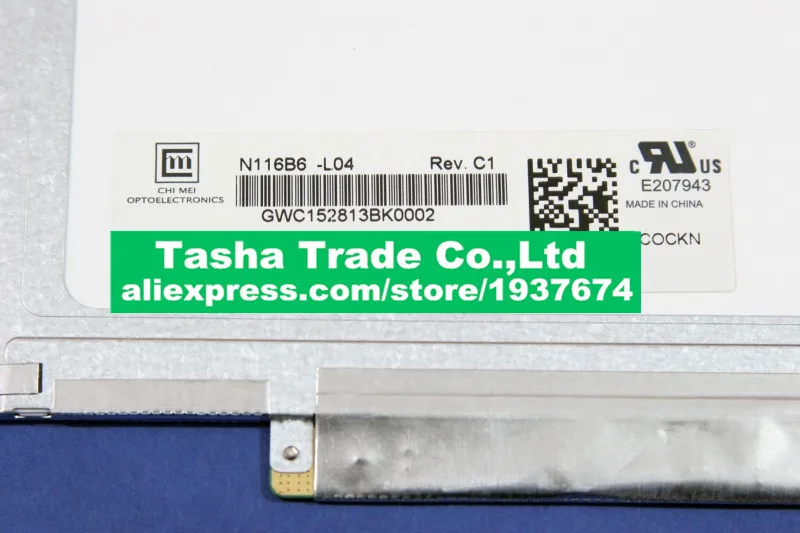 CHI MEI
OPTOELECTRONICS
N116B6 -L04 Rev. C1
GWC152813BK0002
c RU US
E207943
MADE IN CHINA
COCKN
Tasha Trade Co.,Ltd
aliexpress.com/store/1937674